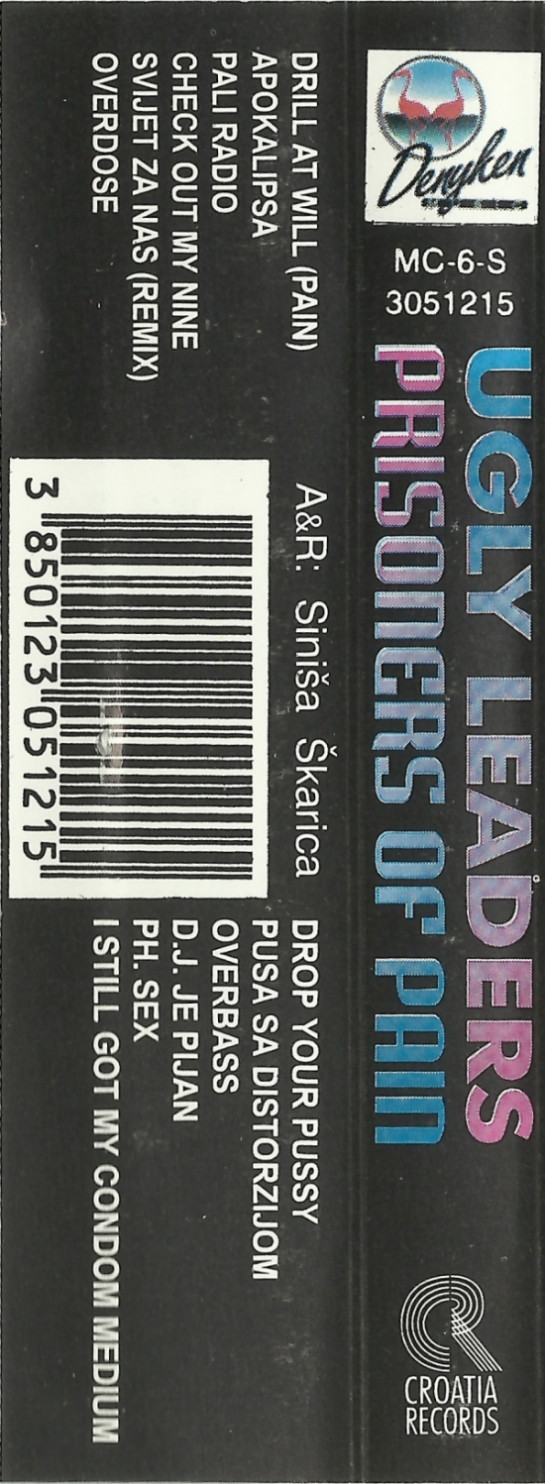 Denyken
MC-6-S
3051215
UGLY LEADERS
PRISONERS OF PAIN
CROATIA
RECORDS
DRILL AT WILL (PAIN)
APOKALIPSA
PALI RADIO
CHECK OUT MY NINE
SVIJET ZA NAS (REMIX)
OVERDOSE
A&R: Siniša Škarica
3 850123 051215
DROP YOUR PUSSY
PUSA SA DISTORZIJOM
OVERBASS
D.J. JE PIJAN
PH. SEX
I STILL GOT MY CONDOM MEDIUM